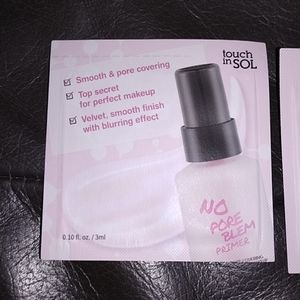 touch
in SOL
Smooth & pore covering
Top secret
for perfect makeup
Velvet, smooth finish
with blurring effect
NO
PORE
BLEM
PRIMER
0.10 fl. oz. / 3ml